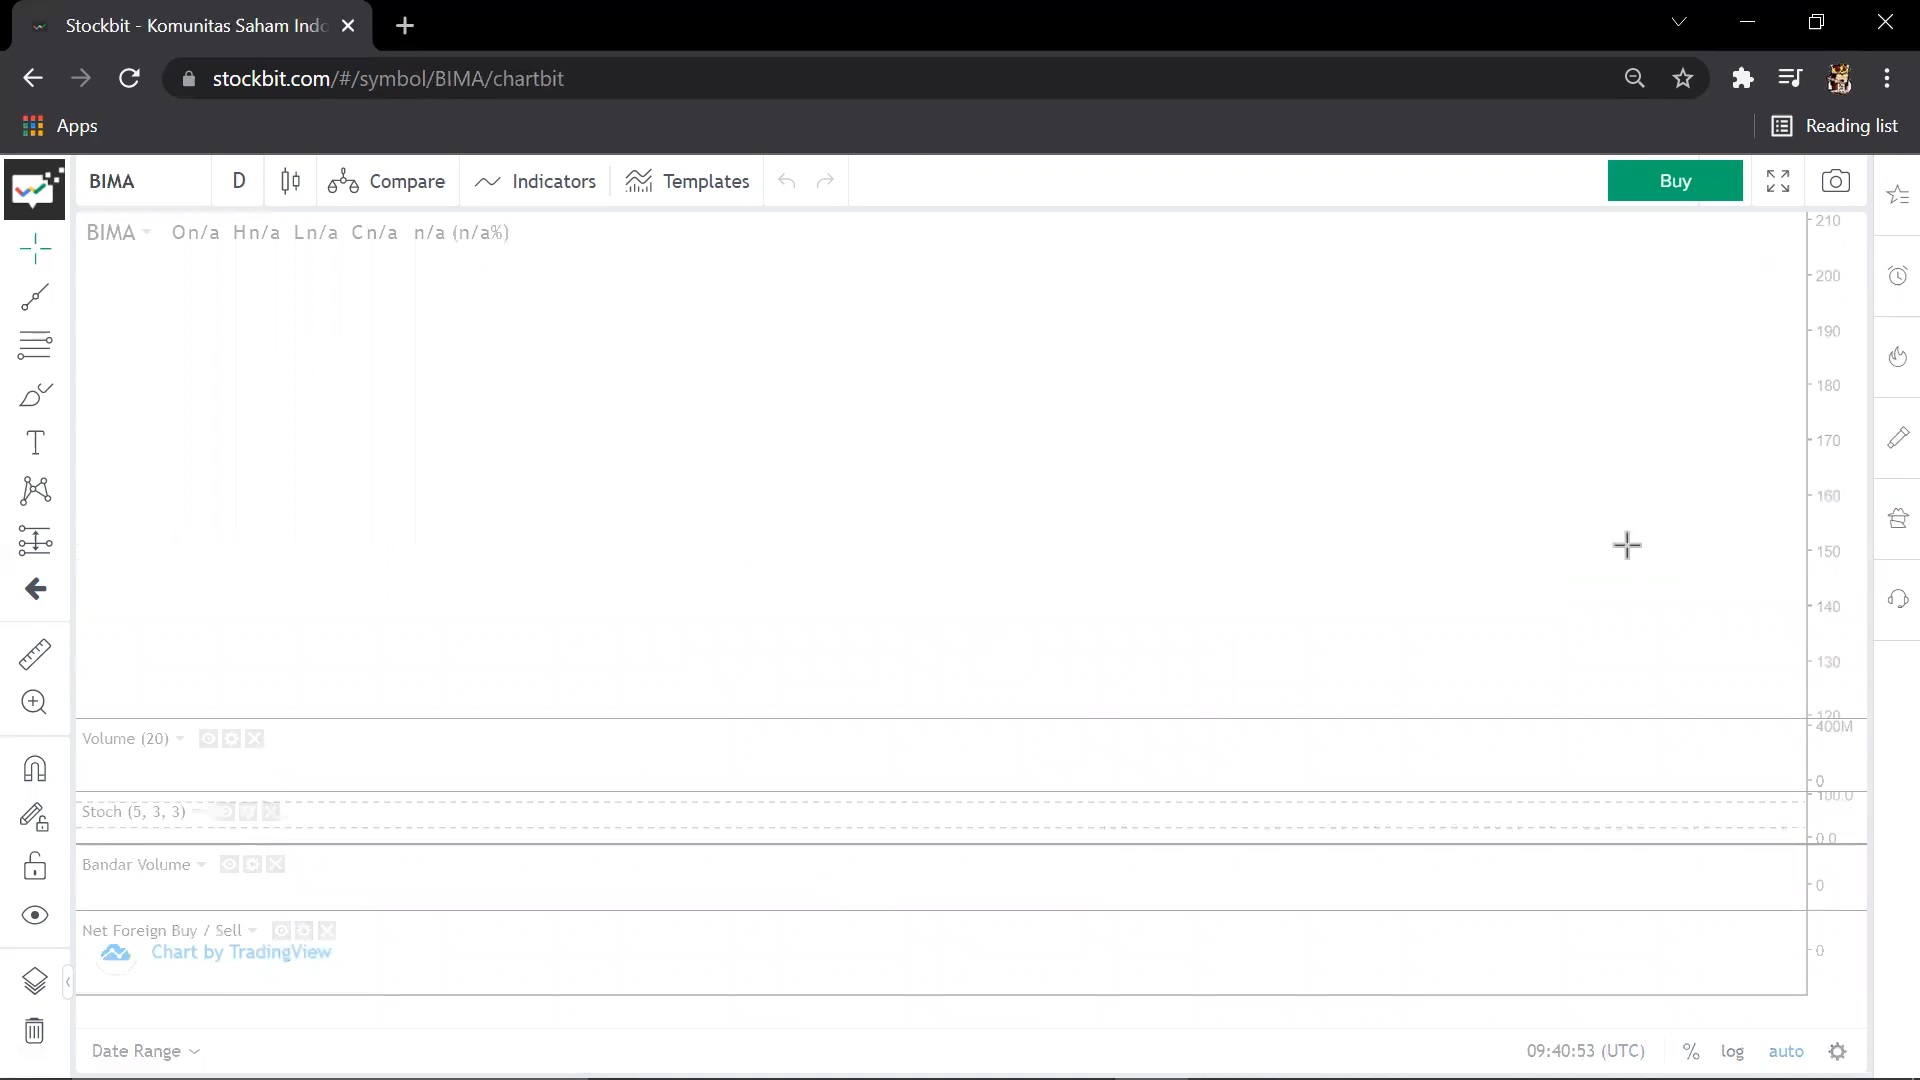 Stockbit - Komunitas Saham Indo
stockbit.com/#/symbol/BIMA/chartbit
Apps
Reading list
BIMA D Compare Indicators Templates Buy
BIMA On/a Hn/a Ln/a Cn/a n/a (n/a%)
210
200
190
180
170
160
150
140
130
120
400M
Volume (20)
0
100.0
Stoch (5, 3, 3)
0.0
Bandar Volume
0
Net Foreign Buy / Sell
Chart by TradingView
0
Date Range 09:40:53 (UTC) % log auto